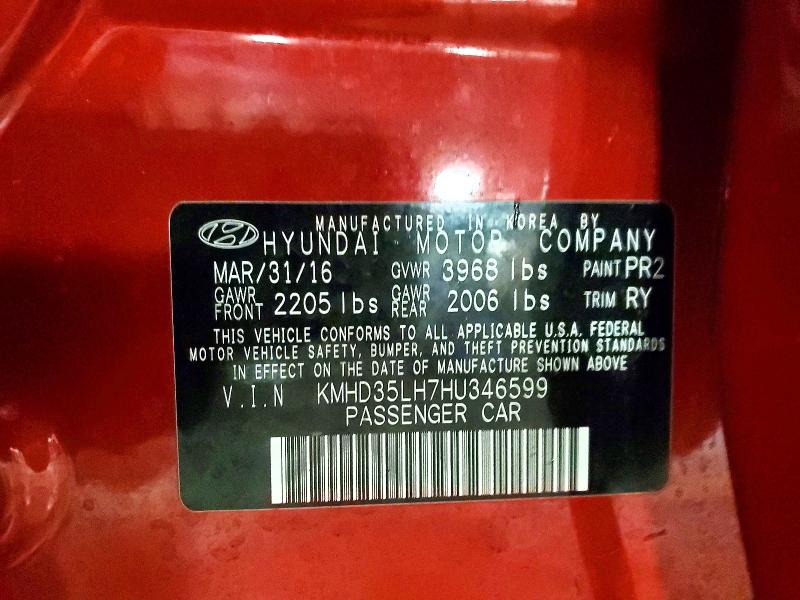 MANUFACTURED IN KOREA BY
HYUNDAI MOTOR COMPANY
MAR/31/16 GVWR 3968 lbs PAINT PR2
GAWR FRONT 2205 lbs GAWR REAR 2006 lbs TRIM RY
THIS VEHICLE CONFORMS TO ALL APPLICABLE U.S.A. FEDERAL
MOTOR VEHICLE SAFETY, BUMPER, AND THEFT PREVENTION STANDARDS
IN EFFECT ON THE DATE OF MANUFACTURE SHOWN ABOVE
V.I.N KMHD35LH7HU346599
PASSENGER CAR